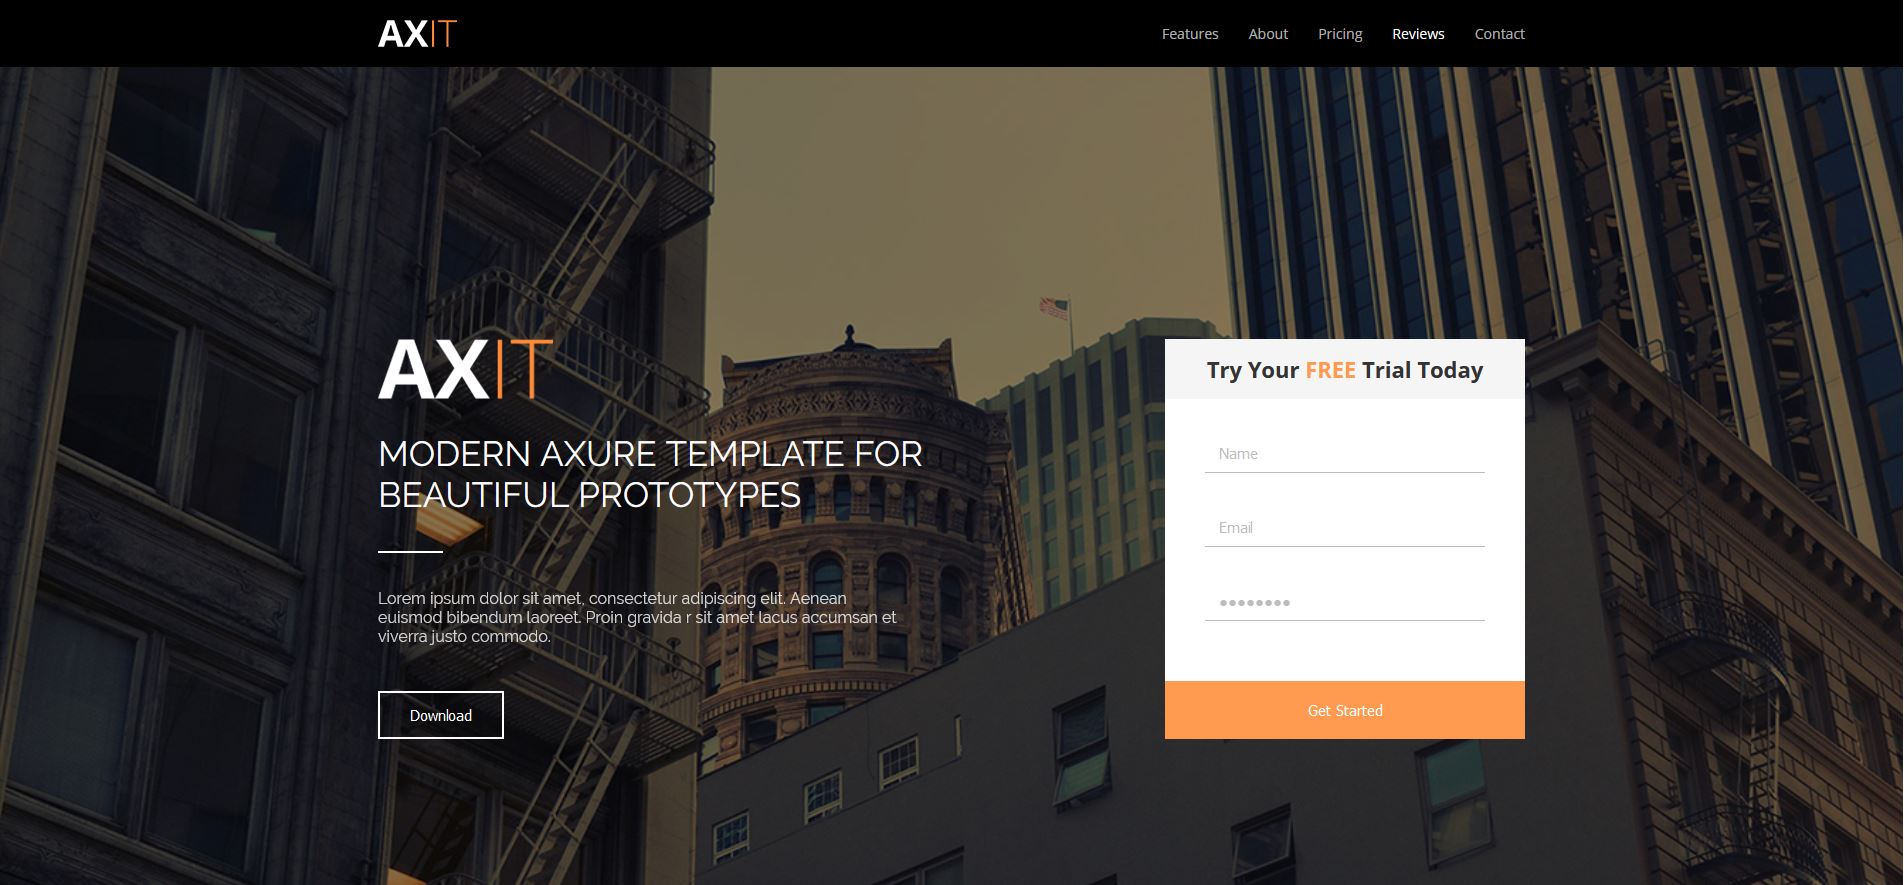 AXIT
Features
About
Pricing
Reviews
Contact
AXIT
MODERN AXURE TEMPLATE FOR
BEAUTIFUL PROTOTYPES
Lorem ipsum dolor sit amet, consectetur adipiscing elit. Aenean
euismod bibendum laoreet. Proin gravida r sit amet lacus accumsan et
viverra justo commodo.
Download
Try Your FREE Trial Today
Name
Email
••••••••
Get Started